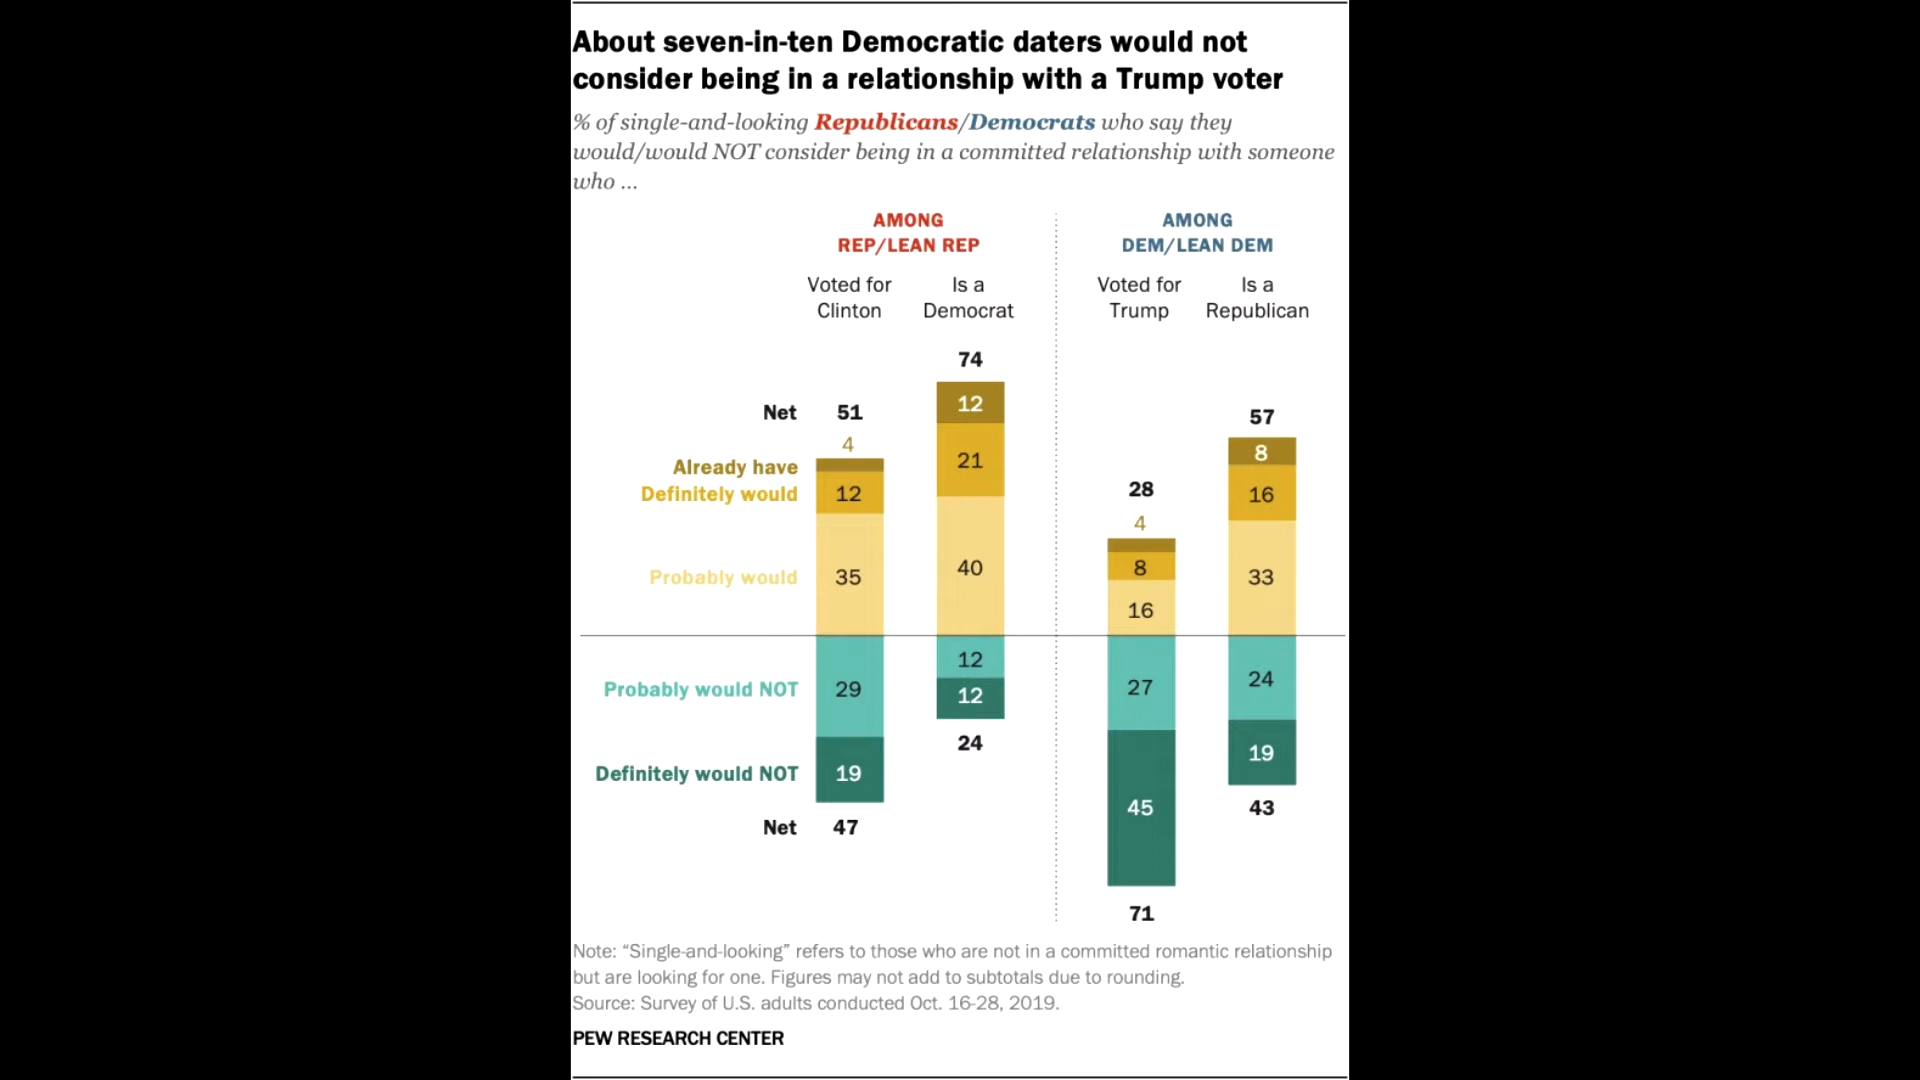 About seven-in-ten Democratic daters would not
consider being in a relationship with a Trump voter
% of single-and-looking Republicans/Democrats who say they
would/would NOT consider being in a committed relationship with someone
who ...
AMONG
REP/LEAN REP
AMONG
DEM/LEAN DEM
Voted for
Clinton
Is a
Democrat
Voted for
Trump
Is a
Republican
Net 51 74 28 57
Already have 4 12 4 8
Definitely would 12 21 8 16
Probably would 35 40 16 33
Probably would NOT 29 12 27 24
Definitely would NOT 19 12 45 19
Net 47 24 71 43
Note: “Single-and-looking” refers to those who are not in a committed romantic relationship
but are looking for one. Figures may not add to subtotals due to rounding.
Source: Survey of U.S. adults conducted Oct. 16-28, 2019.
PEW RESEARCH CENTER